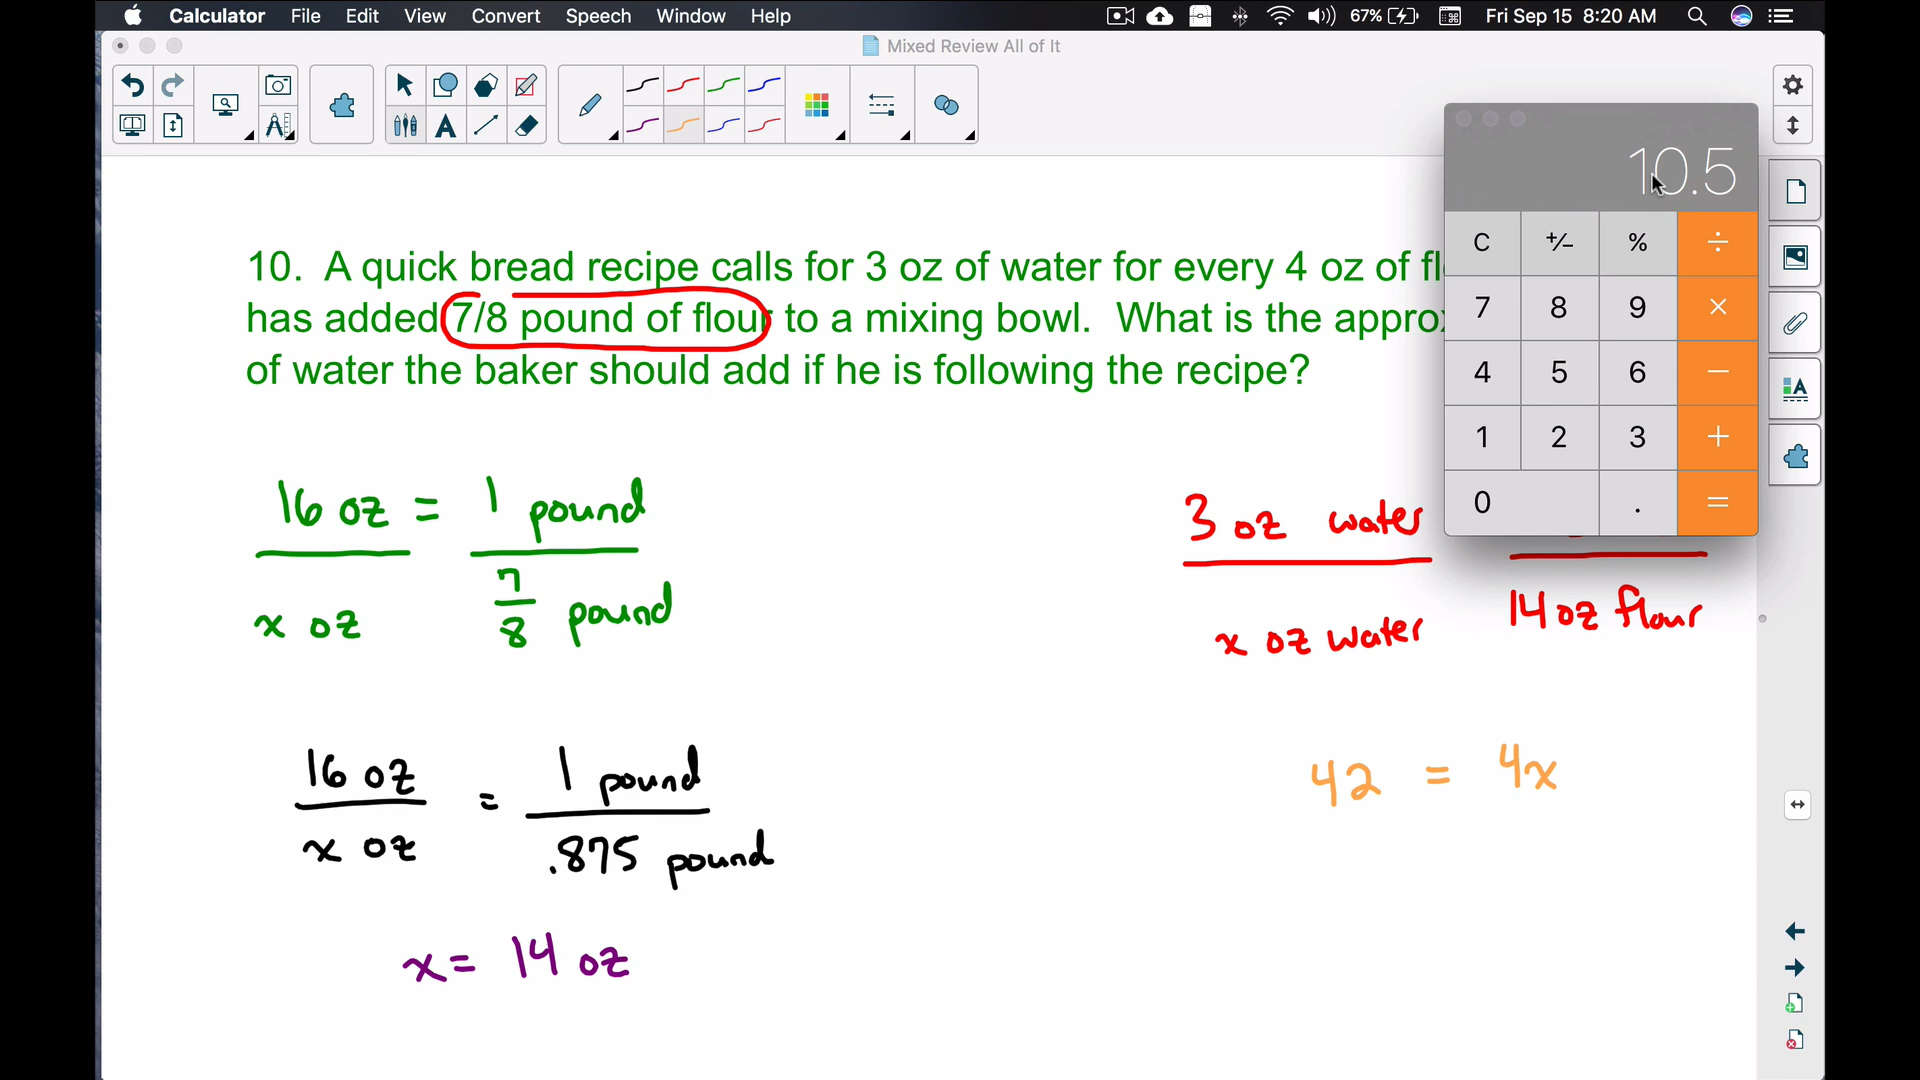 Calculator File Edit View Convert Speech Window Help 67% Fri Sep 15 8:20 AM
Mixed Review All of It
10.5
C +/− % ÷
7 8 9 ×
4 5 6 −
1 2 3 +
0 . =
10. A quick bread recipe calls for 3 oz of water for every 4 oz of
has added 7/8 pound of flour to a mixing bowl. What is the
of water the baker should add if he is following the recipe?
16 oz = 1 pound
x oz 7/8 pound
3 oz water
x oz water 14 oz flour
16 oz = 1 pound
x oz .875 pound
42 = 4x
x = 14 oz